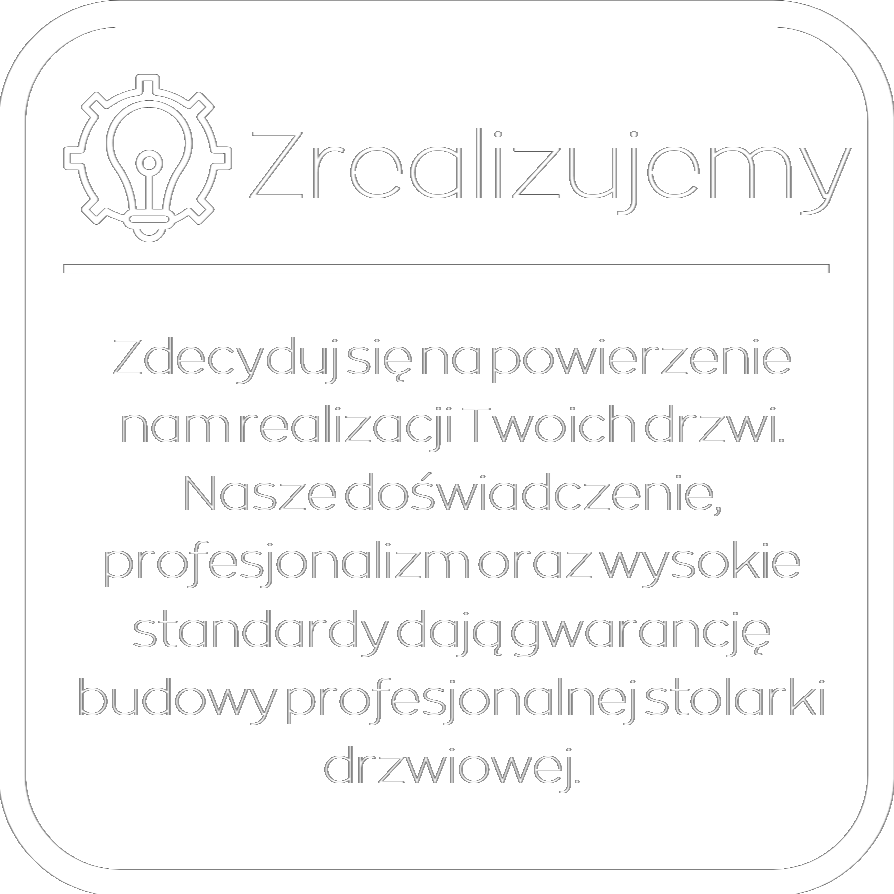 Zrealizujemy
Zdecyduj się na powierzenie
nam realizacji Twoich drzwi.
Nasze doświadczenie,
profesjonalizm oraz wysokie
standardy dają gwarancję
budowy profesjonalnej stolarki
drzwiowej.